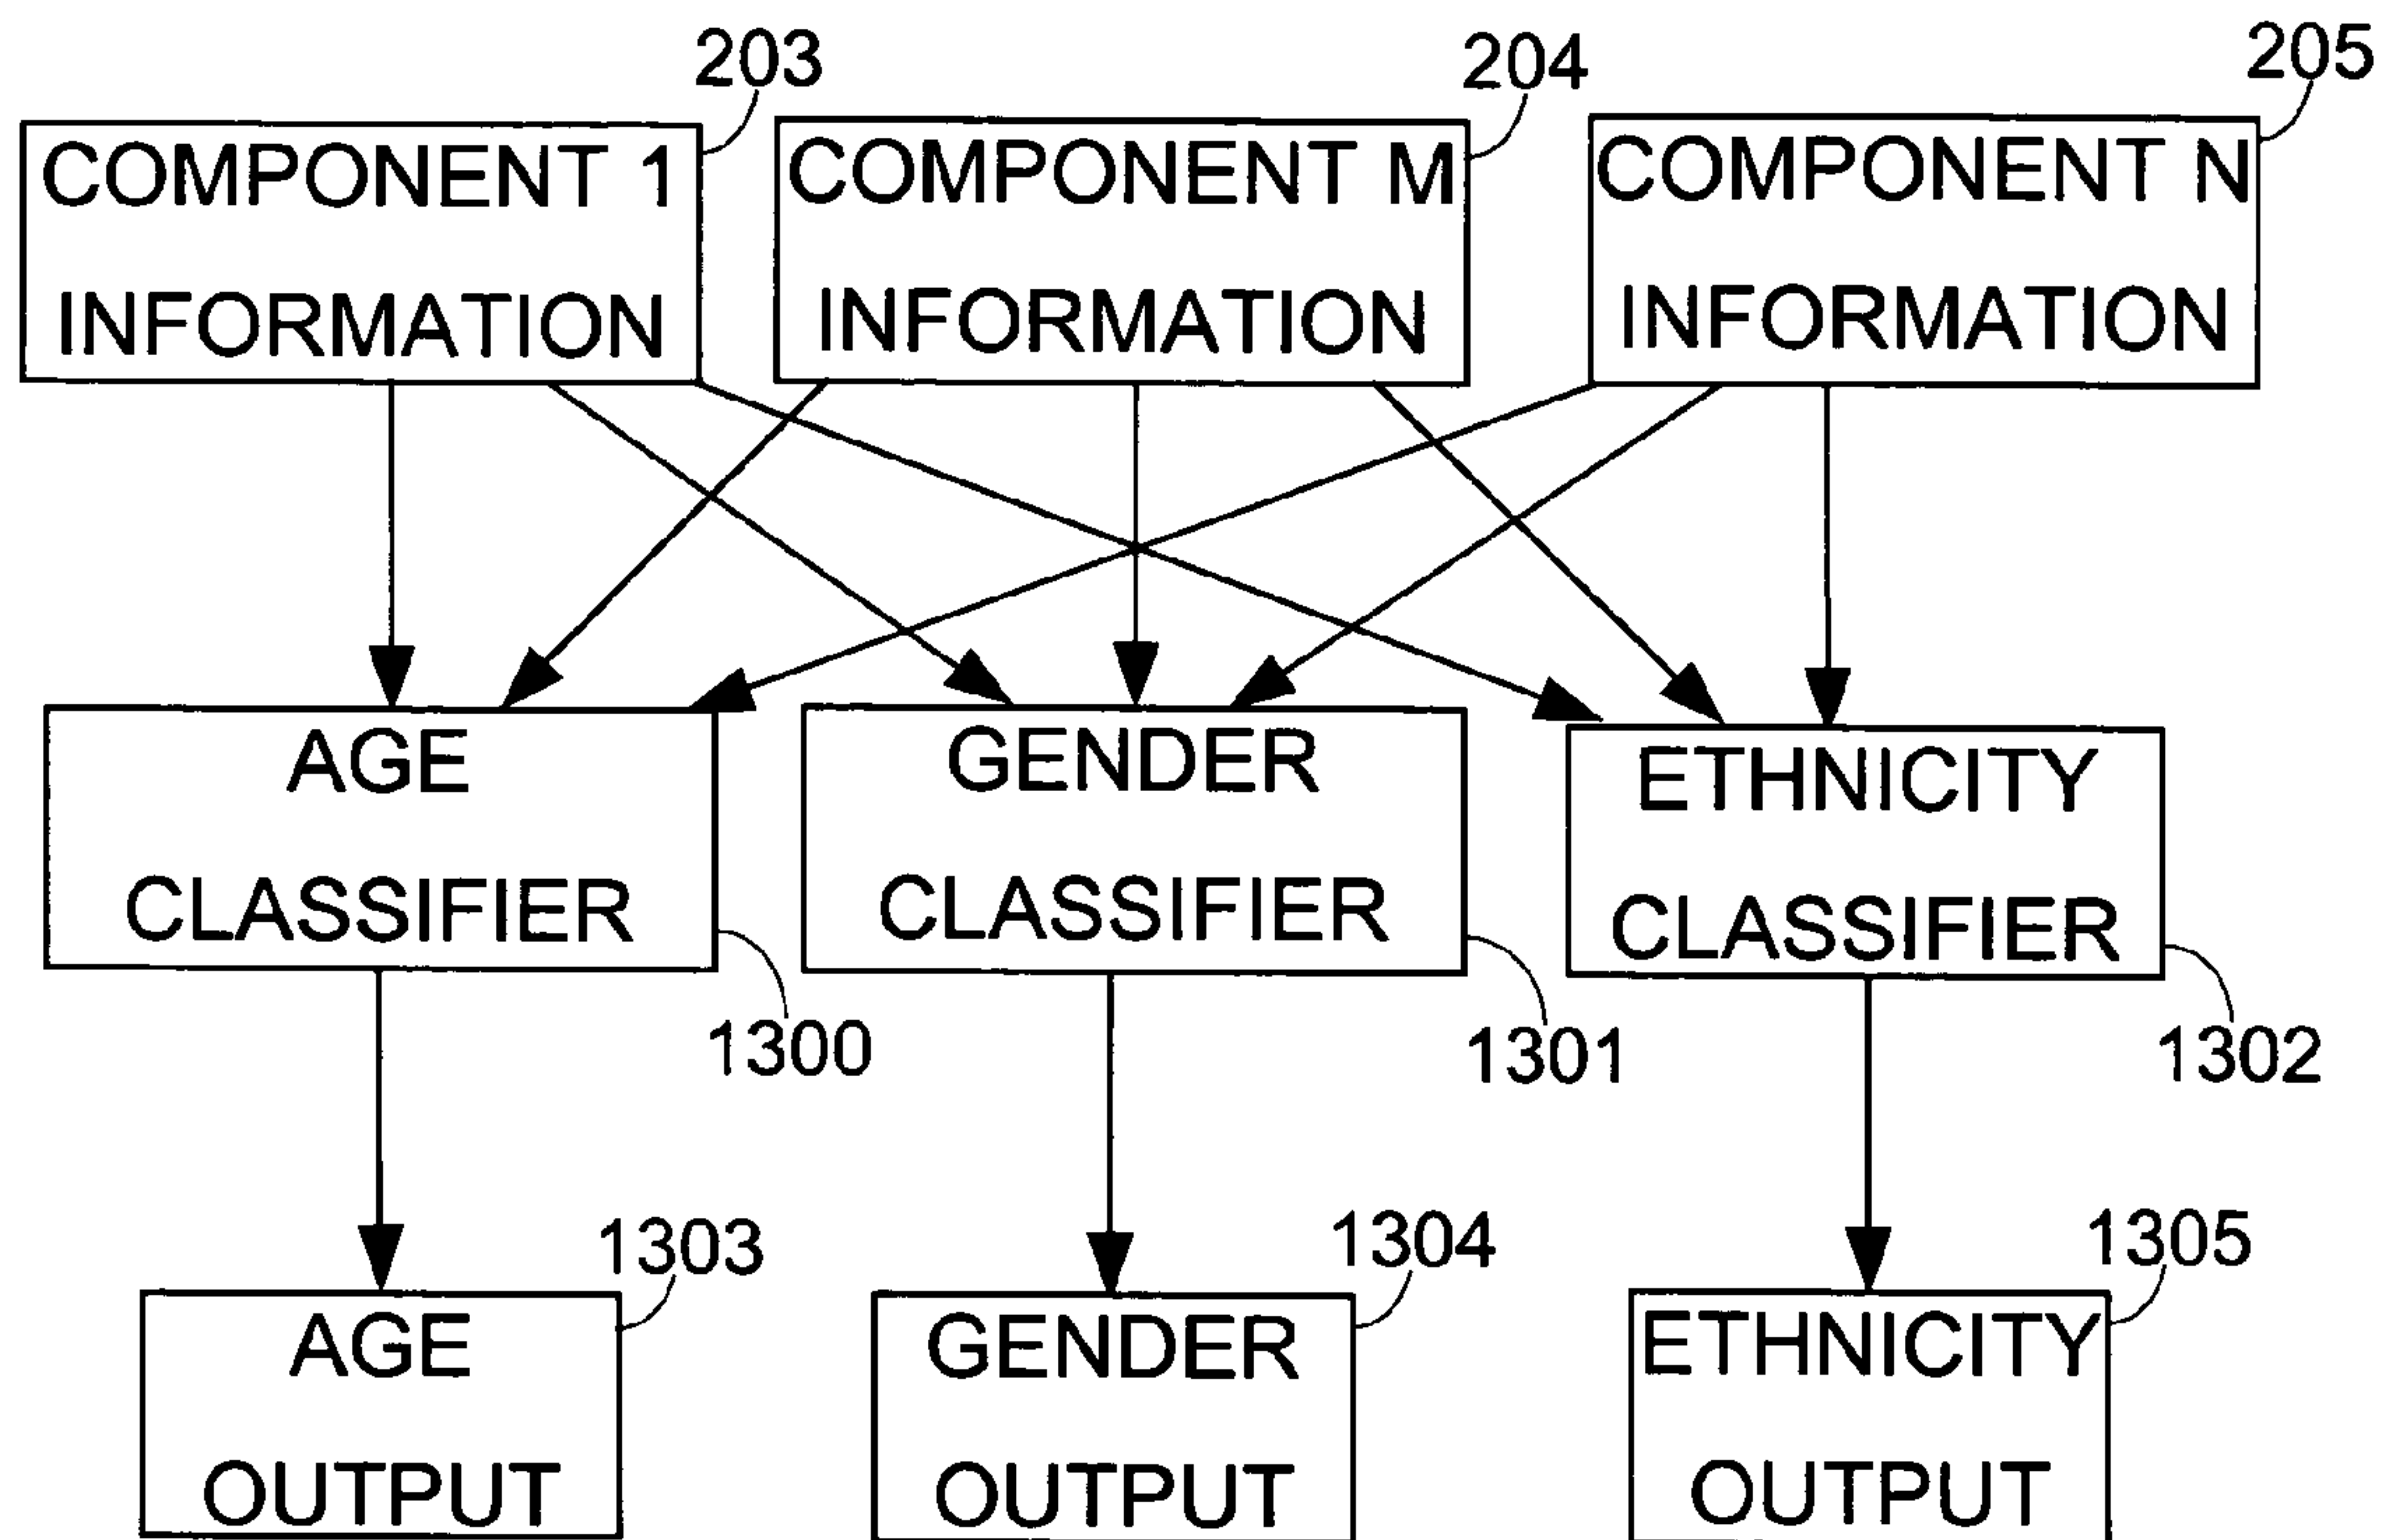 203
204
205
COMPONENT 1
INFORMATION
COMPONENT M
INFORMATION
COMPONENT N
INFORMATION
AGE
CLASSIFIER
GENDER
CLASSIFIER
ETHNICITY
CLASSIFIER
1300
1301
1302
1303
1304
1305
AGE
OUTPUT
GENDER
OUTPUT
ETHNICITY
OUTPUT